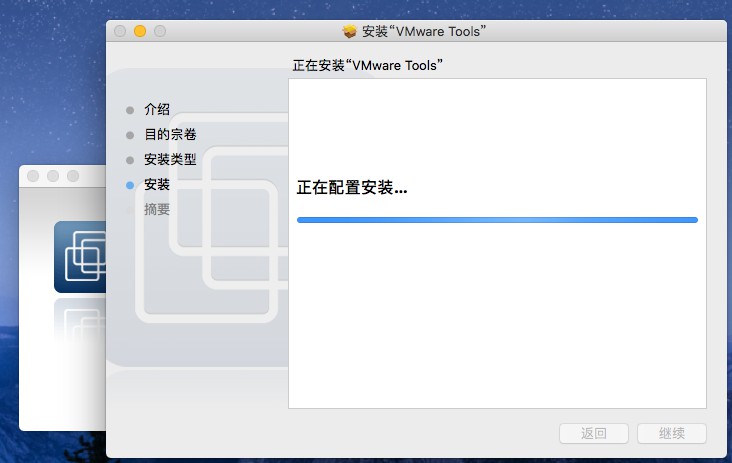 安装“VMware Tools”
正在安装“VMware Tools”
介绍
目的宗卷
安装类型
安装
摘要
正在配置安装...
返回
继续